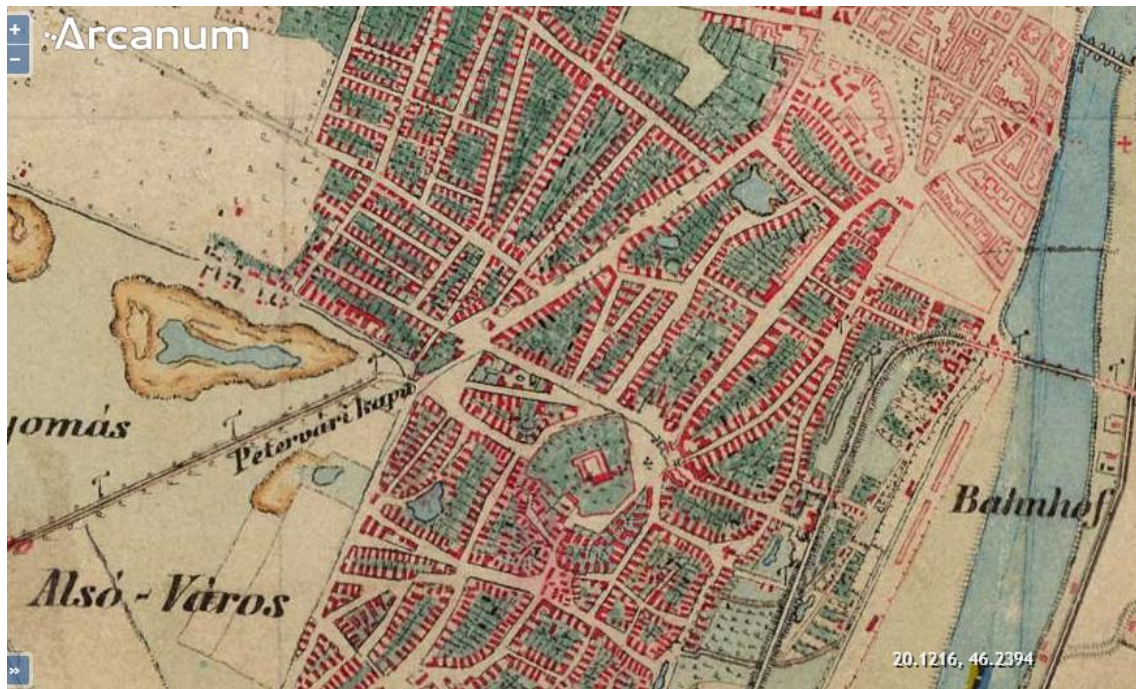 +
Arcanum
−
yomás
Pétervári kapu
Bahnhof
Alsó-Város
»
20.1216, 46.2394